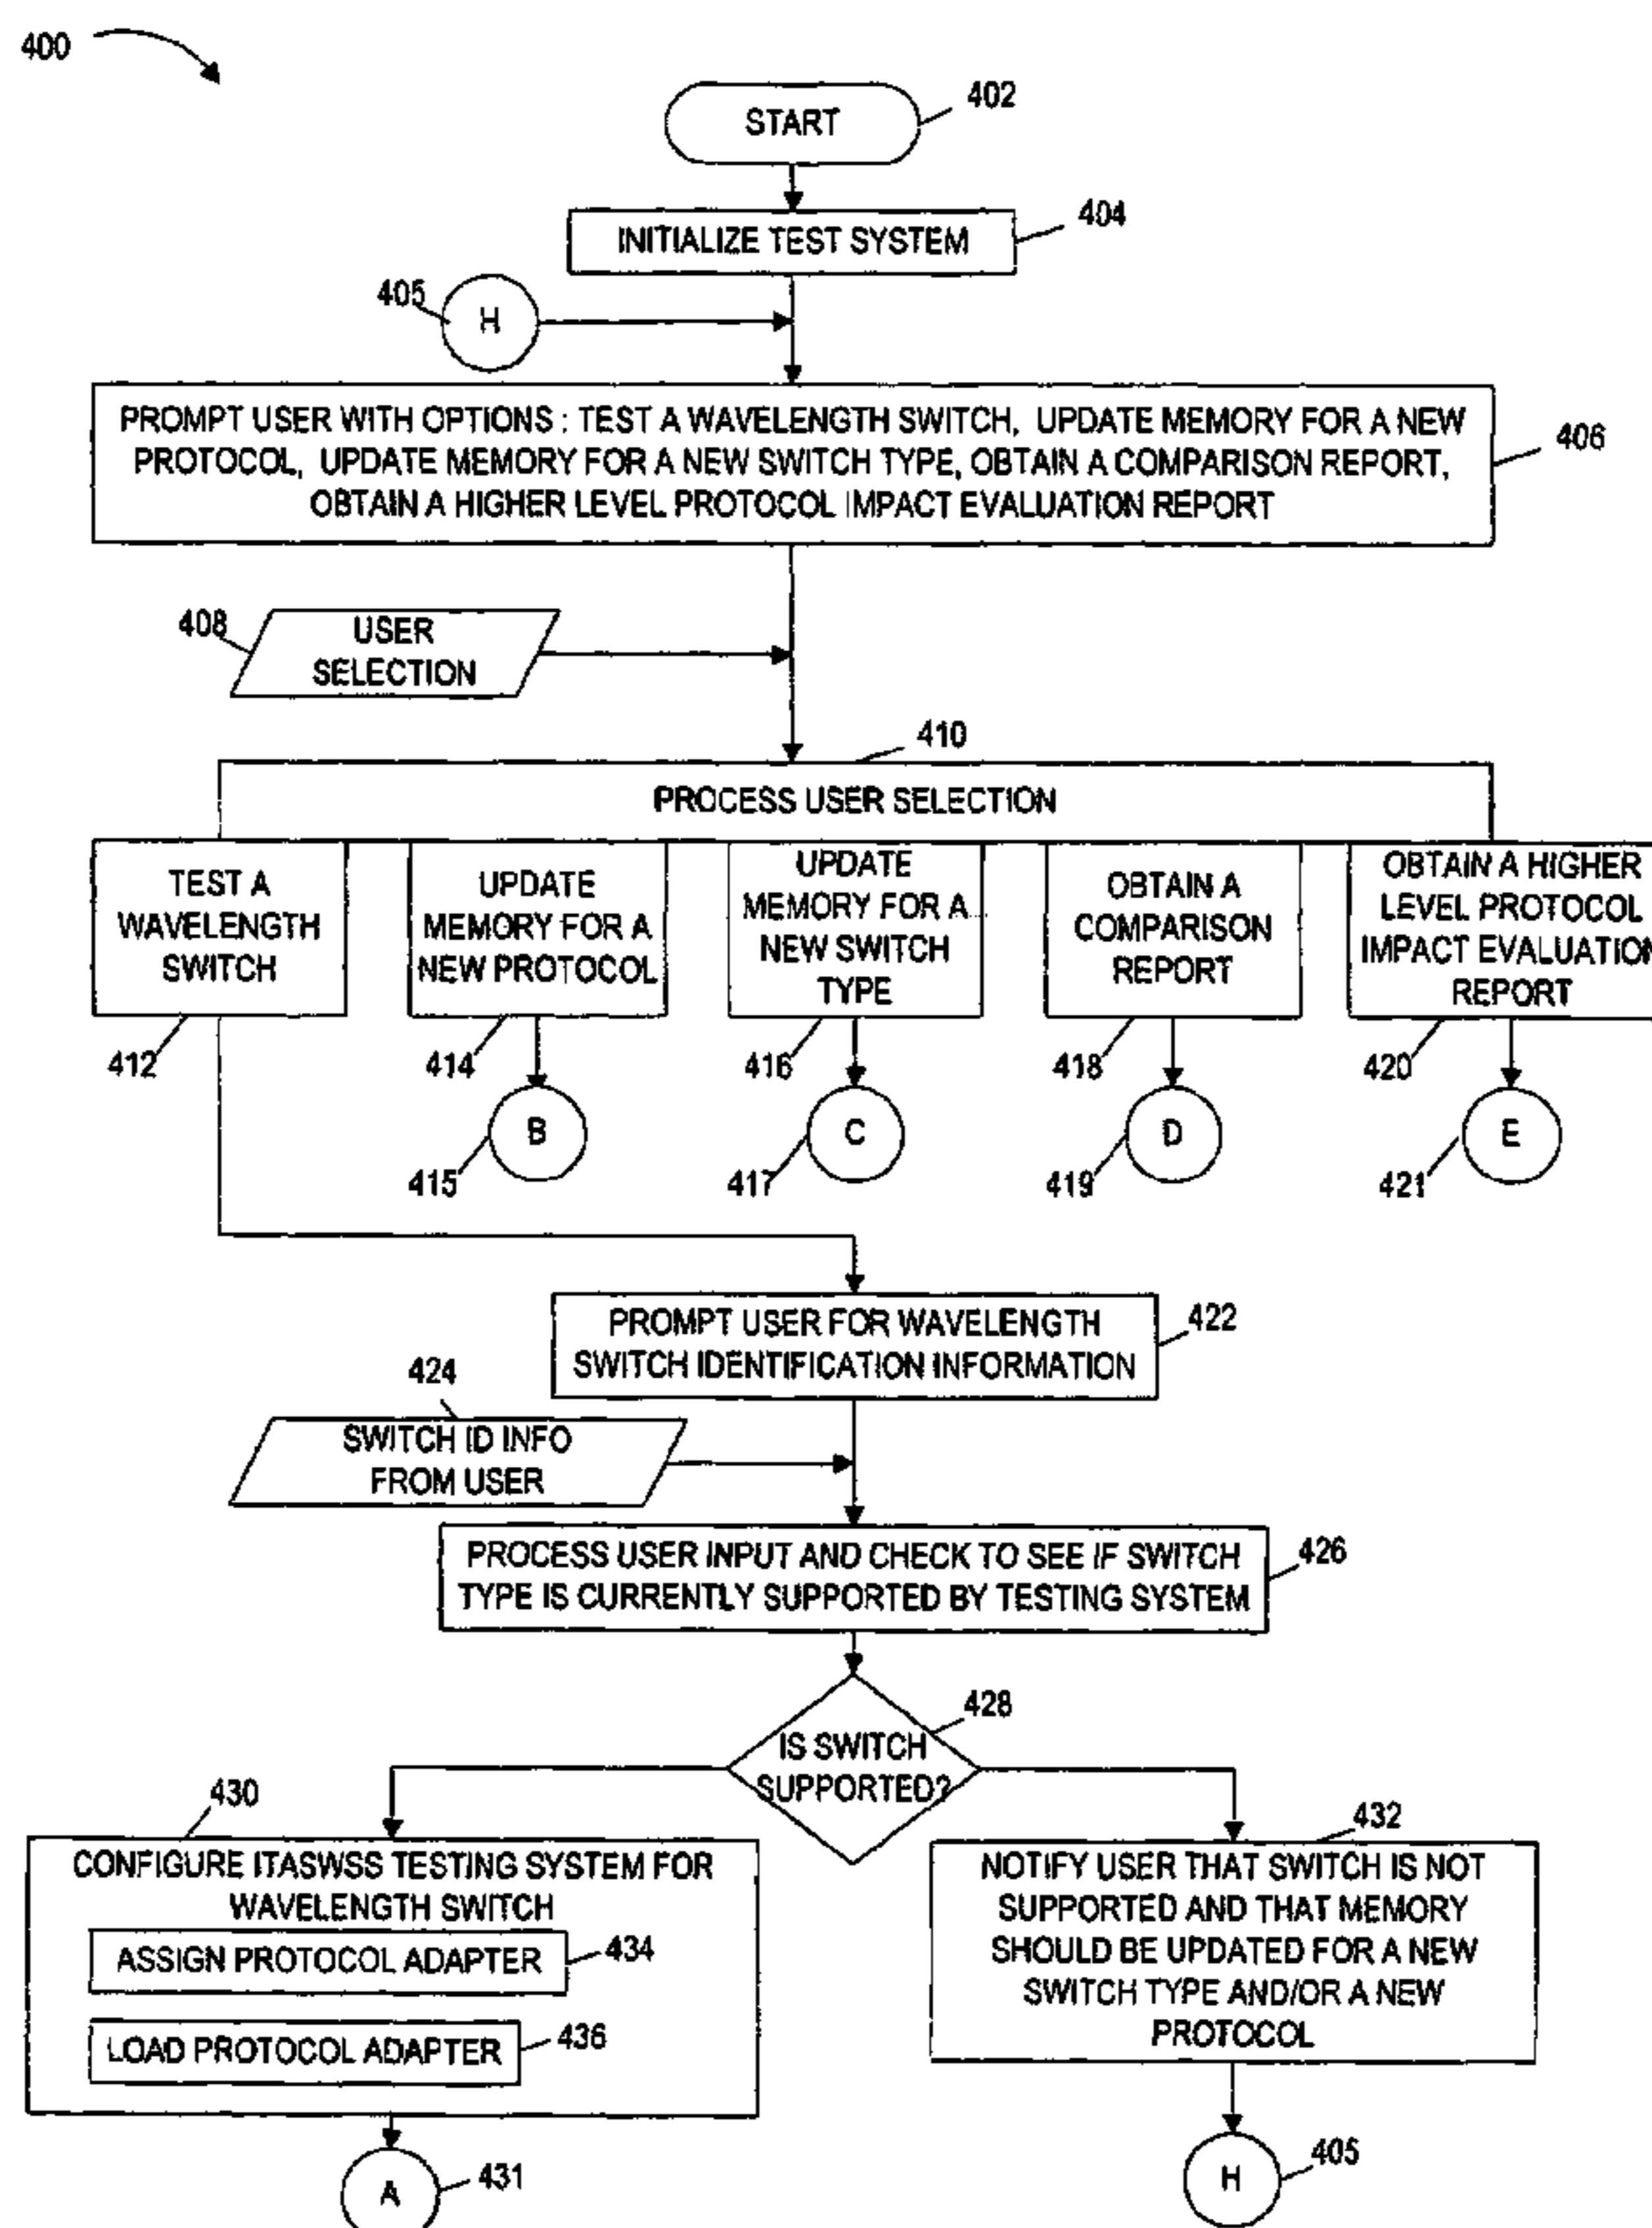 400
START
402
INITIALIZE TEST SYSTEM
404
405
H
PROMPT USER WITH OPTIONS : TEST A WAVELENGTH SWITCH, UPDATE MEMORY FOR A NEW
PROTOCOL, UPDATE MEMORY FOR A NEW SWITCH TYPE, OBTAIN A COMPARISON REPORT,
OBTAIN A HIGHER LEVEL PROTOCOL IMPACT EVALUATION REPORT
406
408
USER
SELECTION
410
PROCESS USER SELECTION
TEST A
WAVELENGTH
SWITCH
UPDATE
MEMORY FOR A
NEW PROTOCOL
UPDATE
MEMORY FOR A
NEW SWITCH
TYPE
OBTAIN A
COMPARISON
REPORT
OBTAIN A HIGHER
LEVEL PROTOCOL
IMPACT EVALUATION
REPORT
412
414
416
418
420
B
C
D
E
415
417
419
421
PROMPT USER FOR WAVELENGTH
SWITCH IDENTIFICATION INFORMATION
422
424
SWITCH ID INFO
FROM USER
PROCESS USER INPUT AND CHECK TO SEE IF SWITCH
TYPE IS CURRENTLY SUPPORTED BY TESTING SYSTEM
426
IS SWITCH
SUPPORTED?
428
430
CONFIGURE ITASWSS TESTING SYSTEM FOR
WAVELENGTH SWITCH
ASSIGN PROTOCOL ADAPTER
434
LOAD PROTOCOL ADAPTER
436
432
NOTIFY USER THAT SWITCH IS NOT
SUPPORTED AND THAT MEMORY
SHOULD BE UPDATED FOR A NEW
SWITCH TYPE AND/OR A NEW
PROTOCOL
A
431
H
405